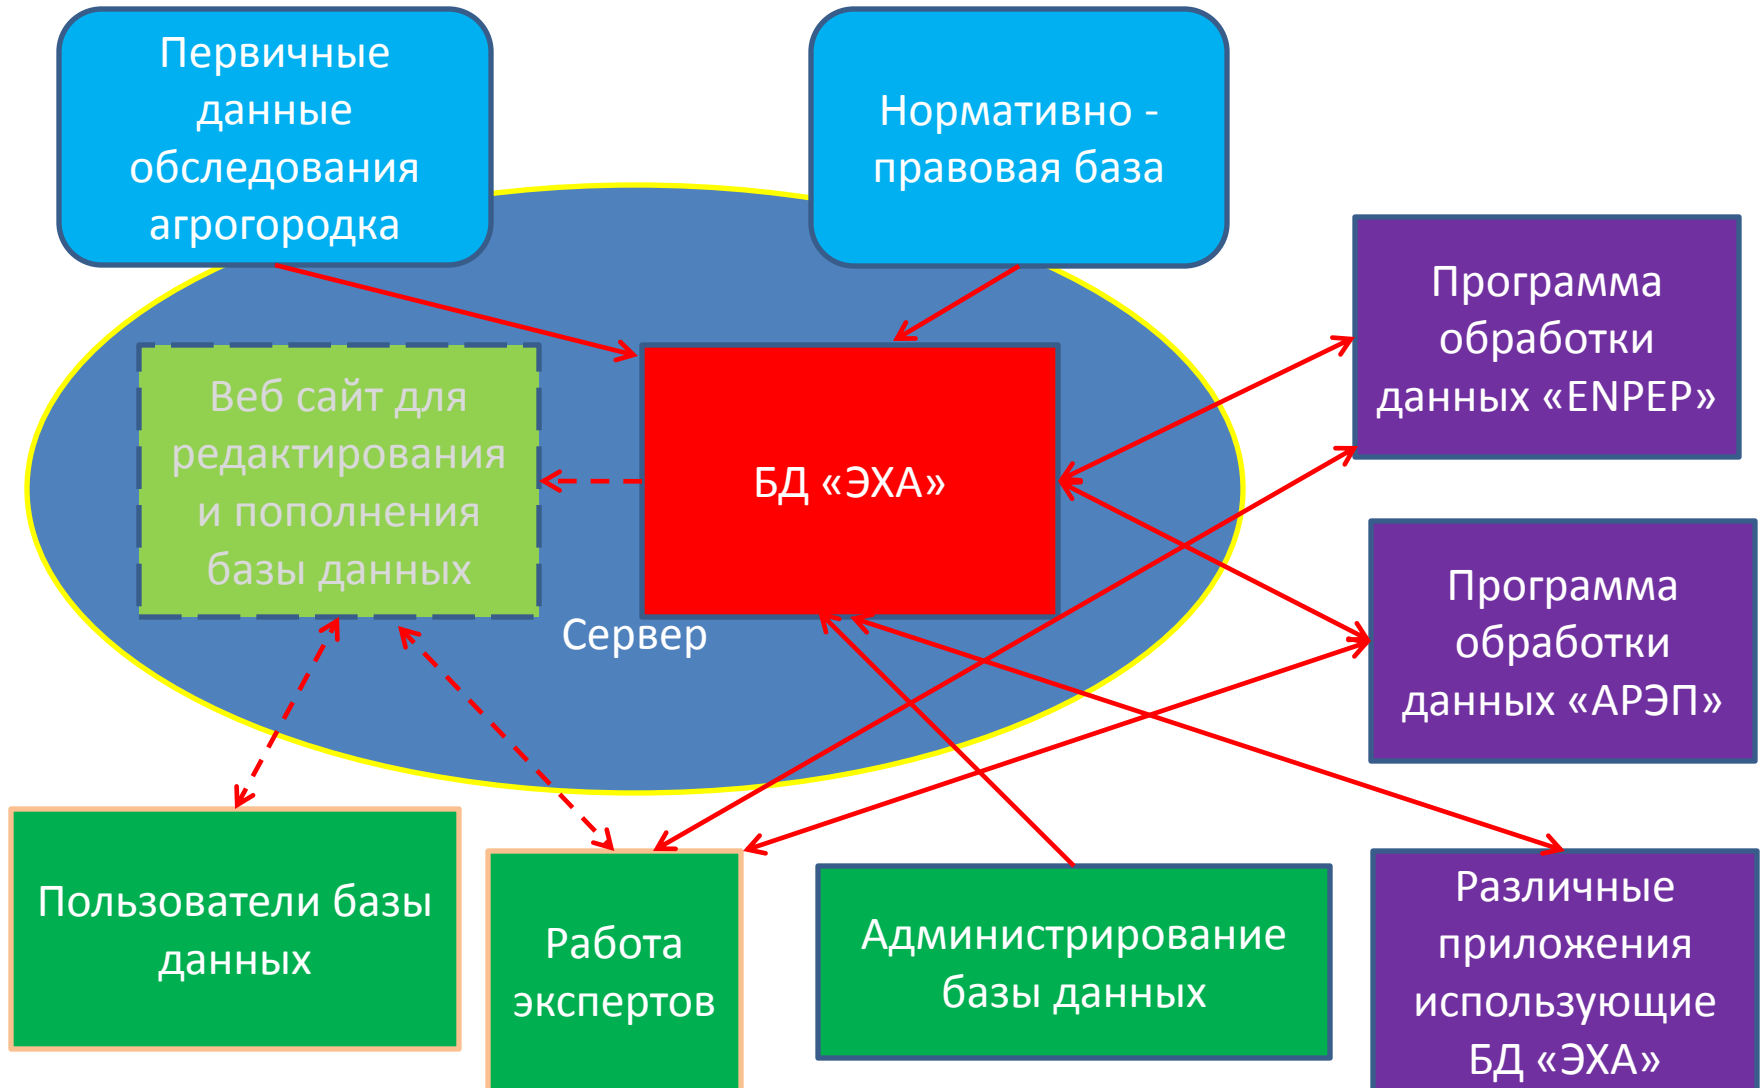 Первичные
данные
обследования
агрогородка
Нормативно -
правовая база
Программа
обработки
данных «ENPEP»
Веб сайт для
редактирования
и пополнения
базы данных
БД «ЭХА»
Сервер
Программа
обработки
данных «АРЭП»
Пользователи базы
данных
Работа
экспертов
Администрирование
базы данных
Различные
приложения
использующие
БД «ЭХА»